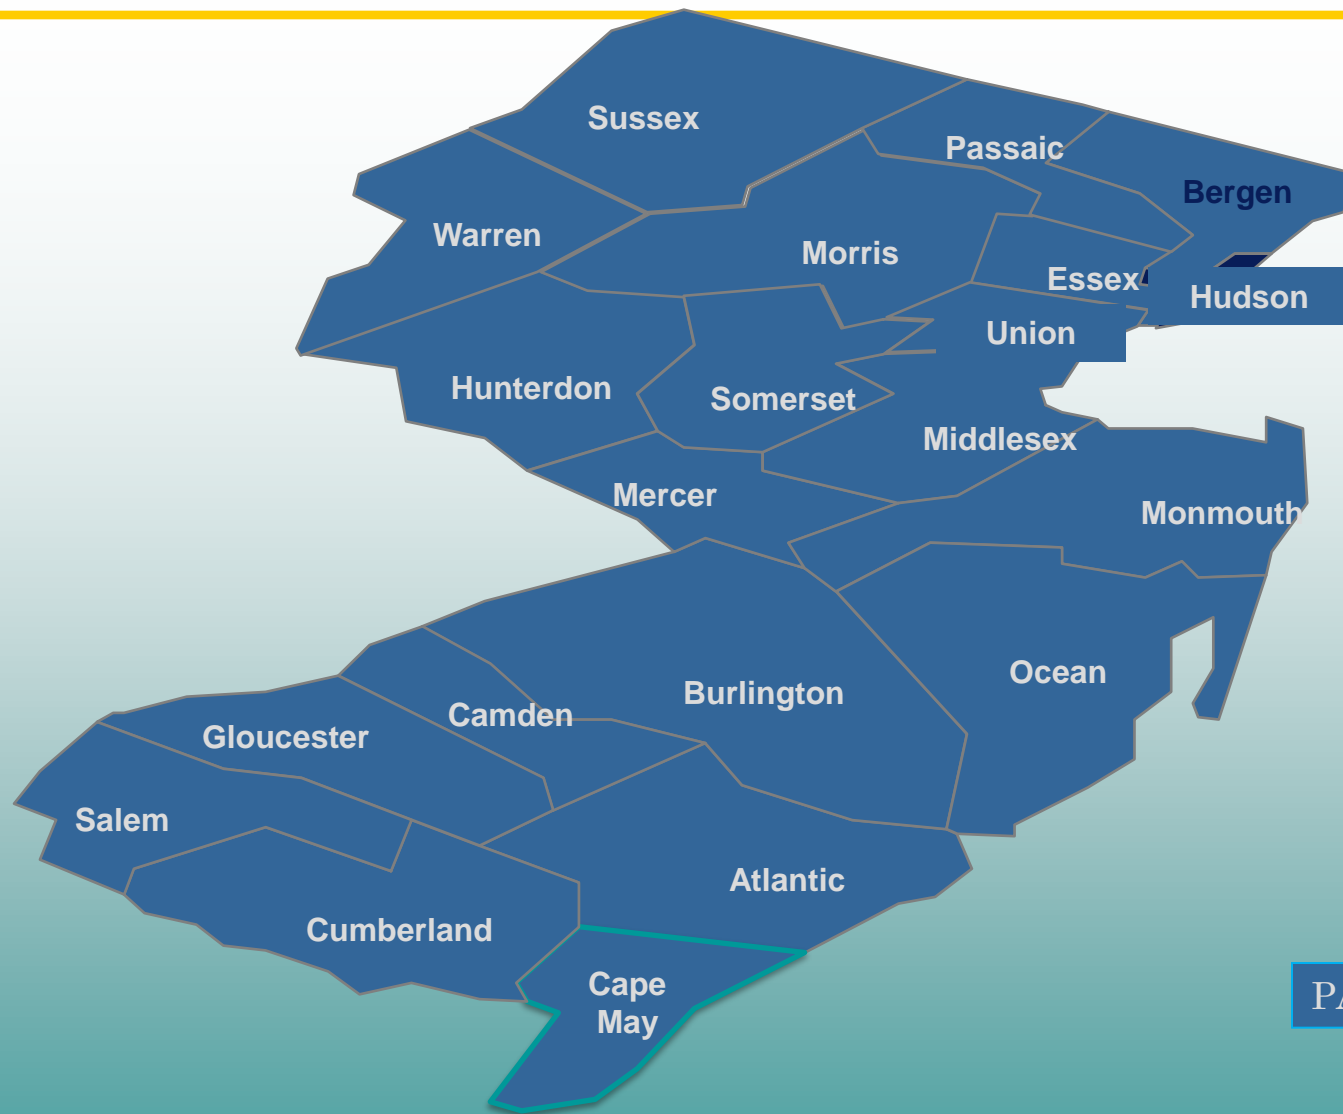 Sussex
Passaic
Bergen
Warren
Morris
Essex
Hudson
Union
Hunterdon
Somerset
Middlesex
Mercer
Monmouth
Ocean
Burlington
Camden
Gloucester
Salem
Atlantic
Cumberland
Cape
May
PA